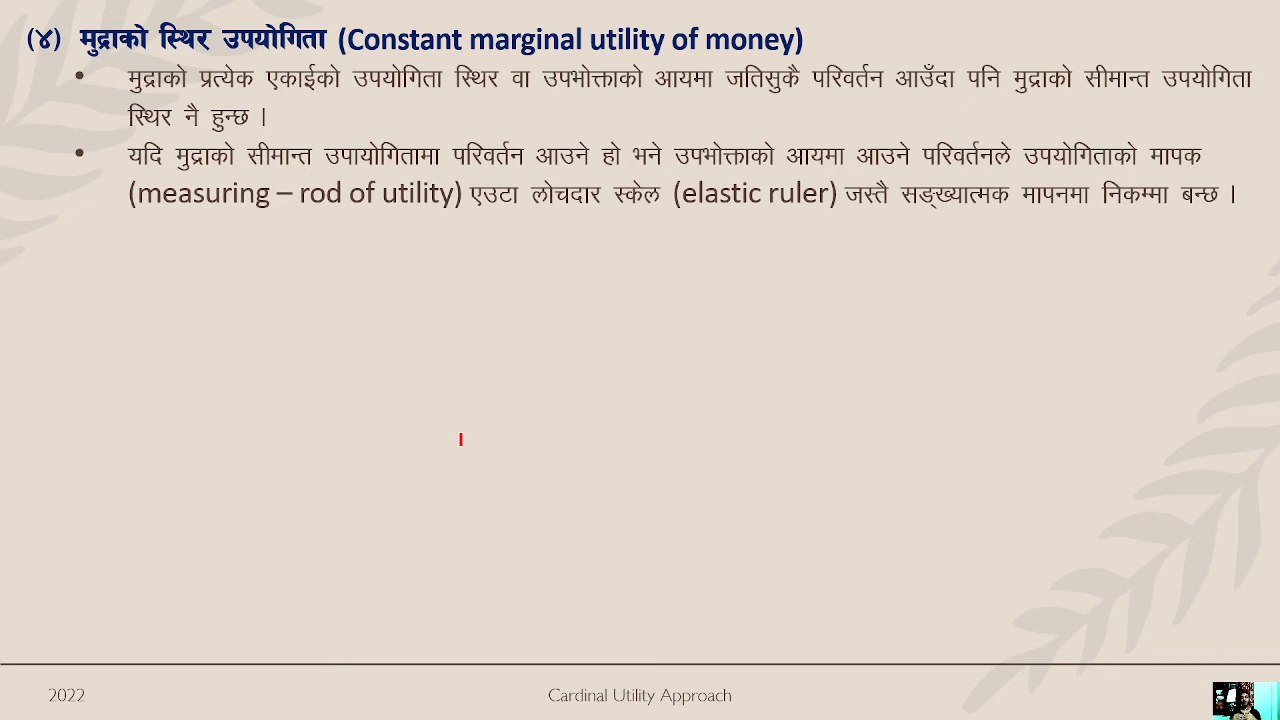 (४) मुद्राको स्थिर उपयोगिता (Constant marginal utility of money)
• मुद्राको प्रत्येक एकाईको उपयोगिता स्थिर वा उपभोक्ताको आयमा जतिसुकै परिवर्तन आउँदा पनि मुद्राको सीमान्त उपयोगिता
स्थिर नै हुन्छ ।
• यदि मुद्राको सीमान्त उपायोगितामा परिवर्तन आउने हो भने उपभोक्ताको आयमा आउने परिवर्तनले उपयोगिताको मापक
(measuring – rod of utility) एउटा लोचदार स्केल (elastic ruler) जस्तै सङ्ख्यात्मक मापनमा निकम्मा बन्छ ।
2022
Cardinal Utility Approach